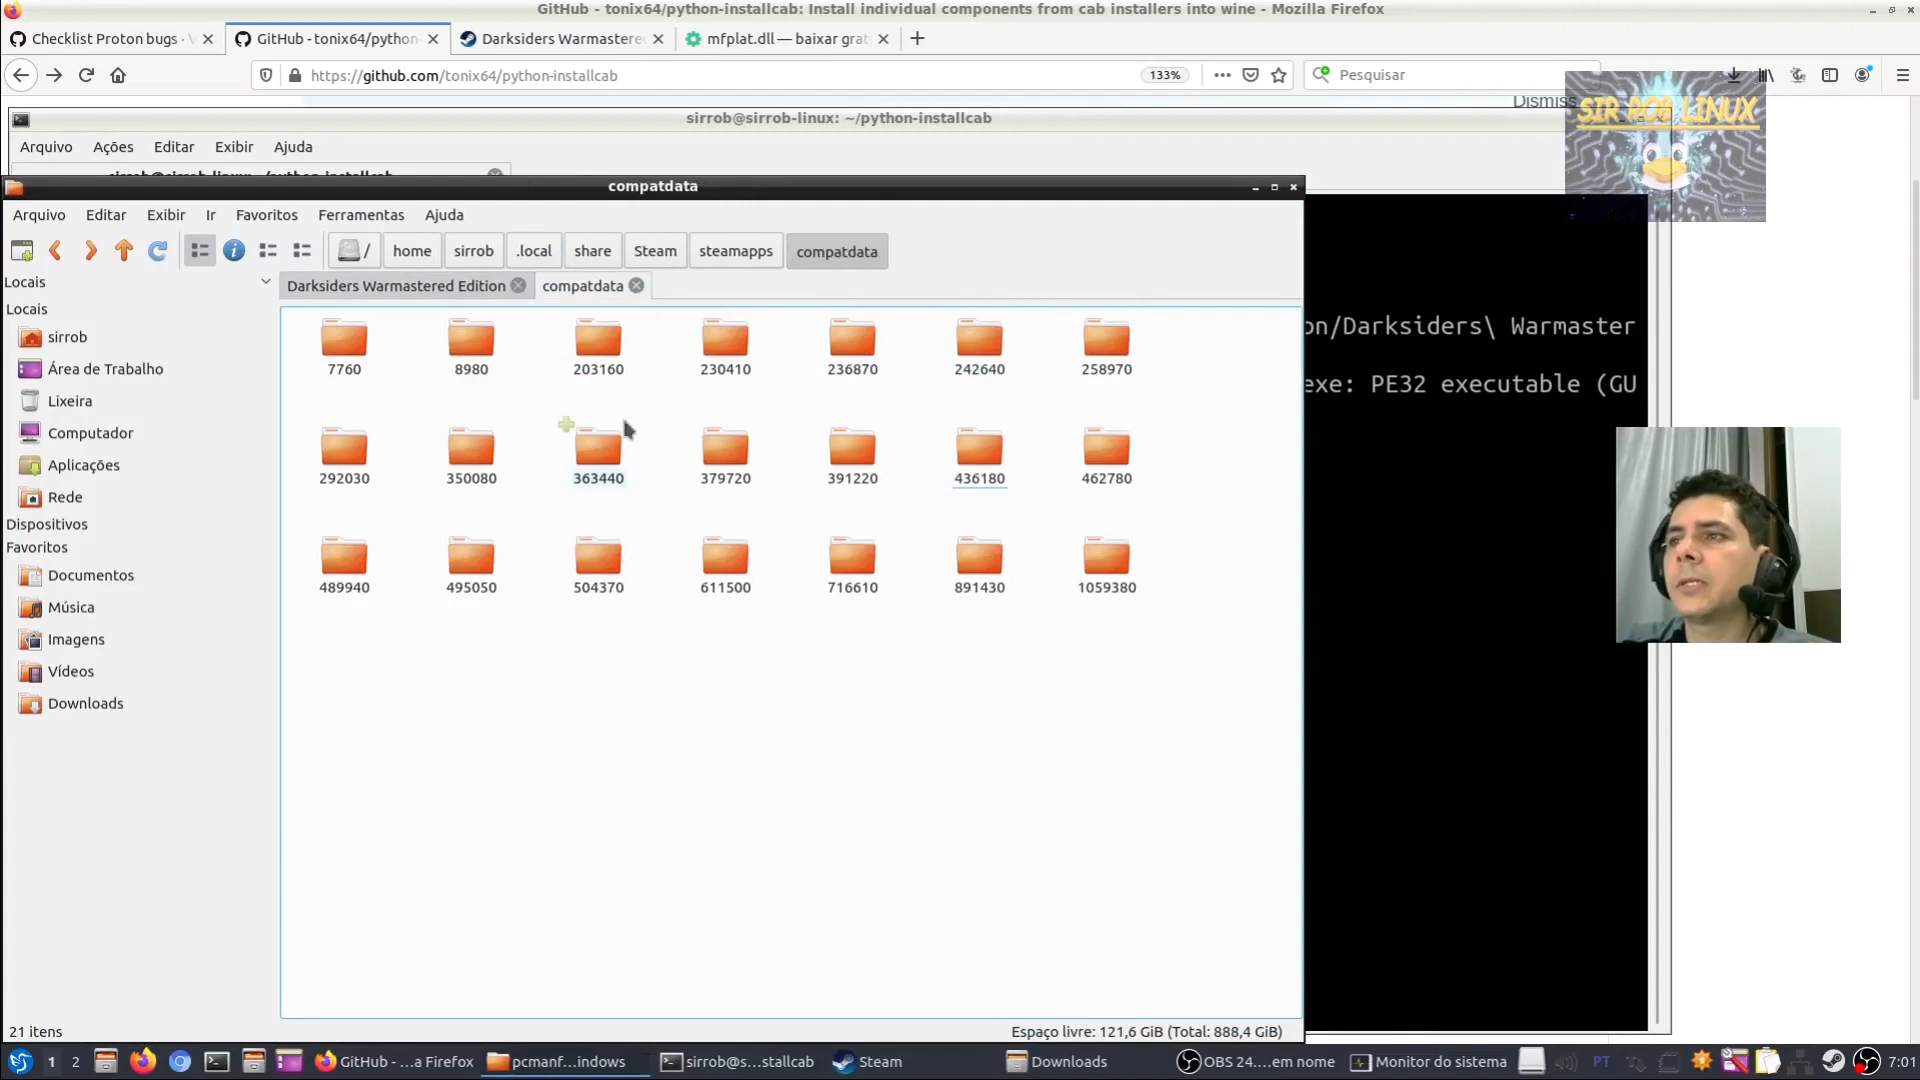 GitHub - tonix64/python-installcab: Install individual components from cab installers into wine - Mozilla Firefox
Checklist Proton bugs ·
GitHub - tonix64/python
Darksiders Warmastere
mfplat.dll — baixar grat
https://github.com/tonix64/python-installcab
133%
Pesquisar
Dismiss
SIR ROB LINUX
sirrob@sirrob-linux: ~/python-installcab
Arquivo Ações Editar Exibir Ajuda
sirrob@sirrob-linux: ~/python-installcab
compatdata
Arquivo Editar Exibir Ir Favoritos Ferramentas Ajuda
/ home sirrob .local share Steam steamapps compatdata
Locais
Darksiders Warmastered Edition
compatdata
Locais
sirrob
Área de Trabalho
Lixeira
Computador
Aplicações
Rede
Dispositivos
Favoritos
Documentos
Música
Imagens
Vídeos
Downloads
7760 8980 203160 230410 236870 242640 258970
292030 350080 363440 379720 391220 436180 462780
489940 495050 504370 611500 716610 891430 1059380
on/Darksiders\ Warmaster
exe: PE32 executable (GU
21 itens
Espaço livre: 121,6 GiB (Total: 888,4 GiB)
1 2 GitHub - ...a Firefox pcmanf...indows sirrob@s...stallcab Steam Downloads OBS 24....em nome Monitor do sistema PT 7:01